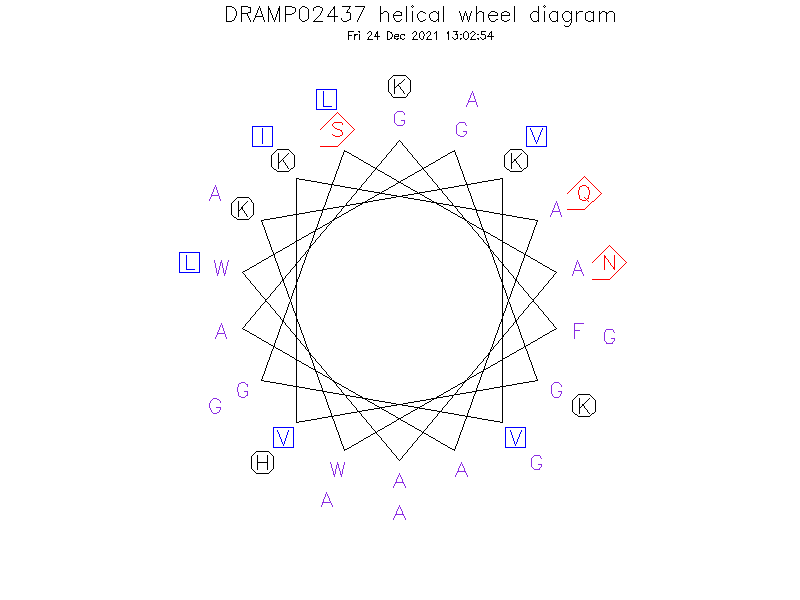 DRAMP02437 helical wheel diagram
Fri 24 Dec 2021 13:02:54
K
L A
G
S G
I V
K K
A Q
K A
L W A N
A F G
G G
G K
V V
H G
W A
A
A
A